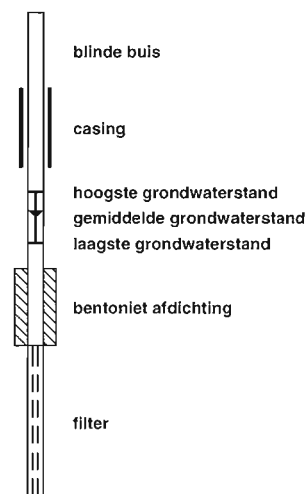 blinde buis
casing
hoogste grondwaterstand
gemiddelde grondwaterstand
laagste grondwaterstand
bentoniet afdichting
filter